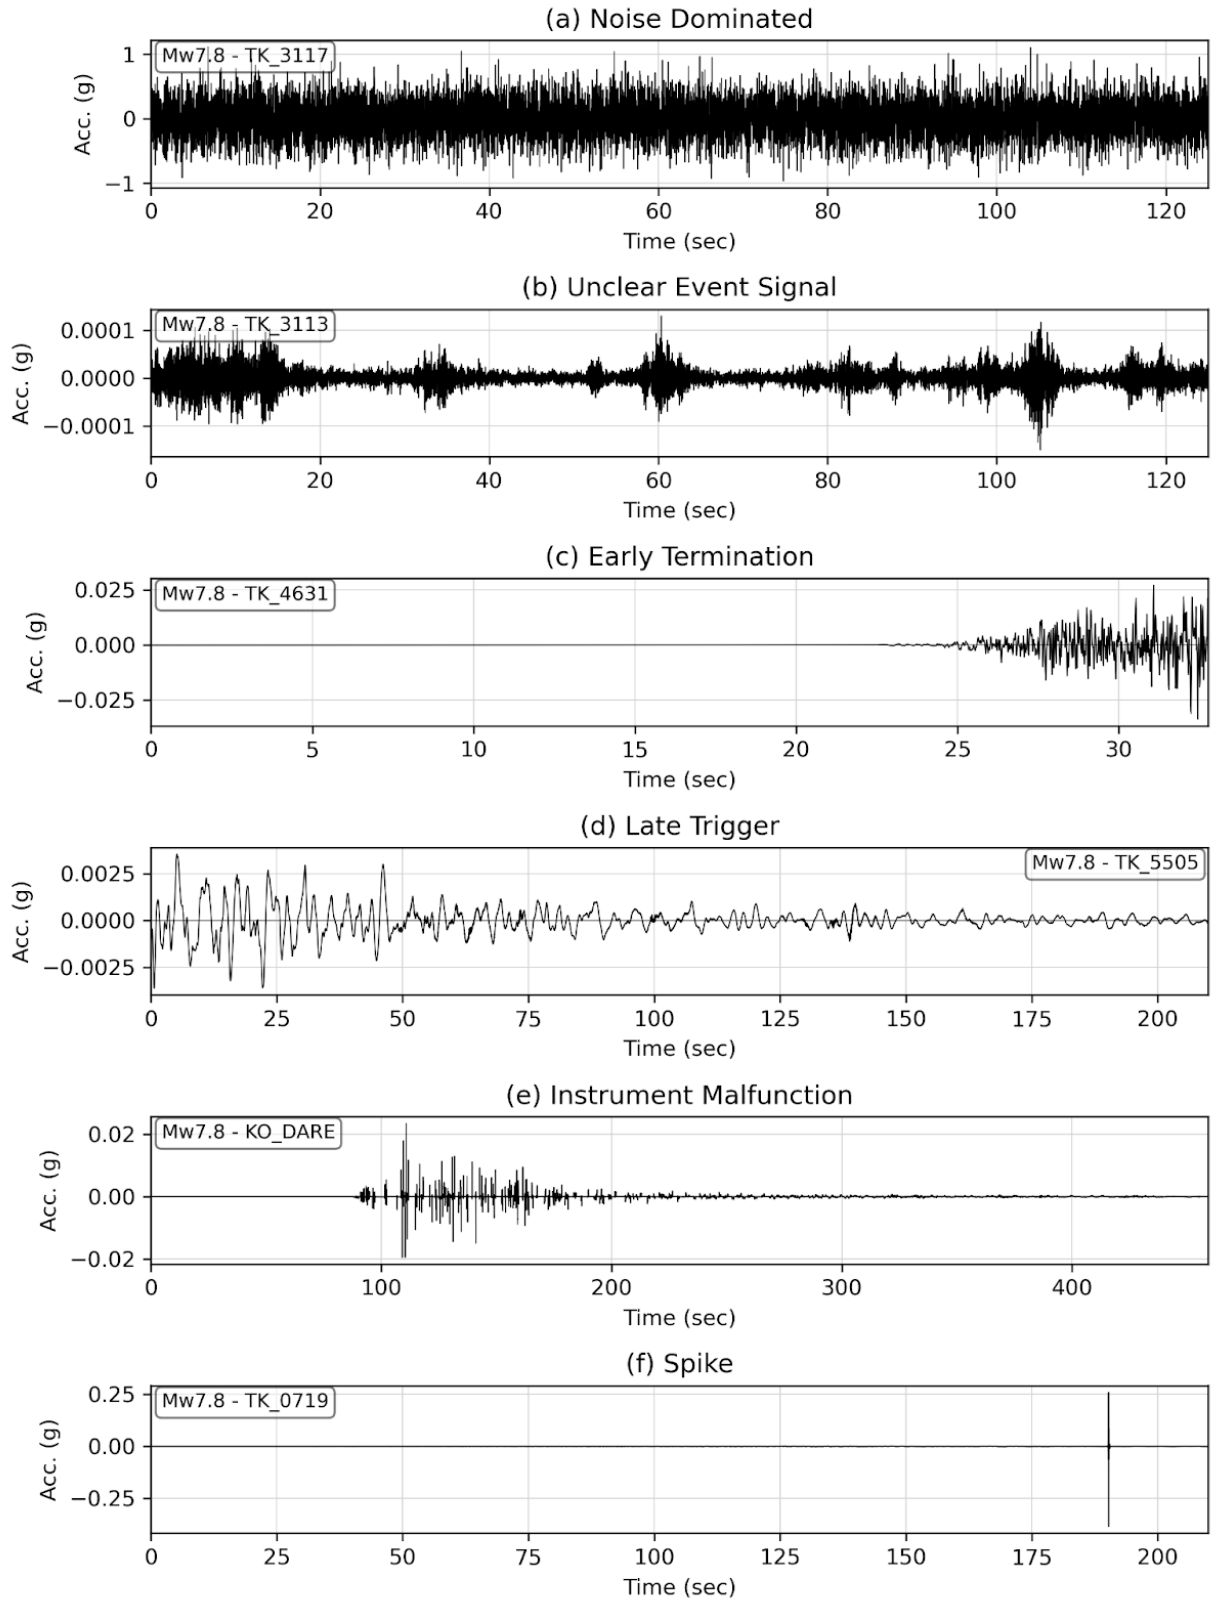 (a) Noise Dominated
Mw7.8 - TK_3117
1
0
−1
Acc. (g)
0 20 40 60 80 100 120
Time (sec)
(b) Unclear Event Signal
Mw7.8 - TK_3113
0.0001
0.0000
−0.0001
Acc. (g)
0 20 40 60 80 100 120
Time (sec)
(c) Early Termination
Mw7.8 - TK_4631
0.025
0.000
−0.025
Acc. (g)
0 5 10 15 20 25 30
Time (sec)
(d) Late Trigger
Mw7.8 - TK_5505
0.0025
0.0000
−0.0025
Acc. (g)
0 25 50 75 100 125 150 175 200
Time (sec)
(e) Instrument Malfunction
Mw7.8 - KO_DARE
0.02
0.00
−0.02
Acc. (g)
0 100 200 300 400
Time (sec)
(f) Spike
Mw7.8 - TK_0719
0.25
0.00
−0.25
Acc. (g)
0 25 50 75 100 125 150 175 200
Time (sec)